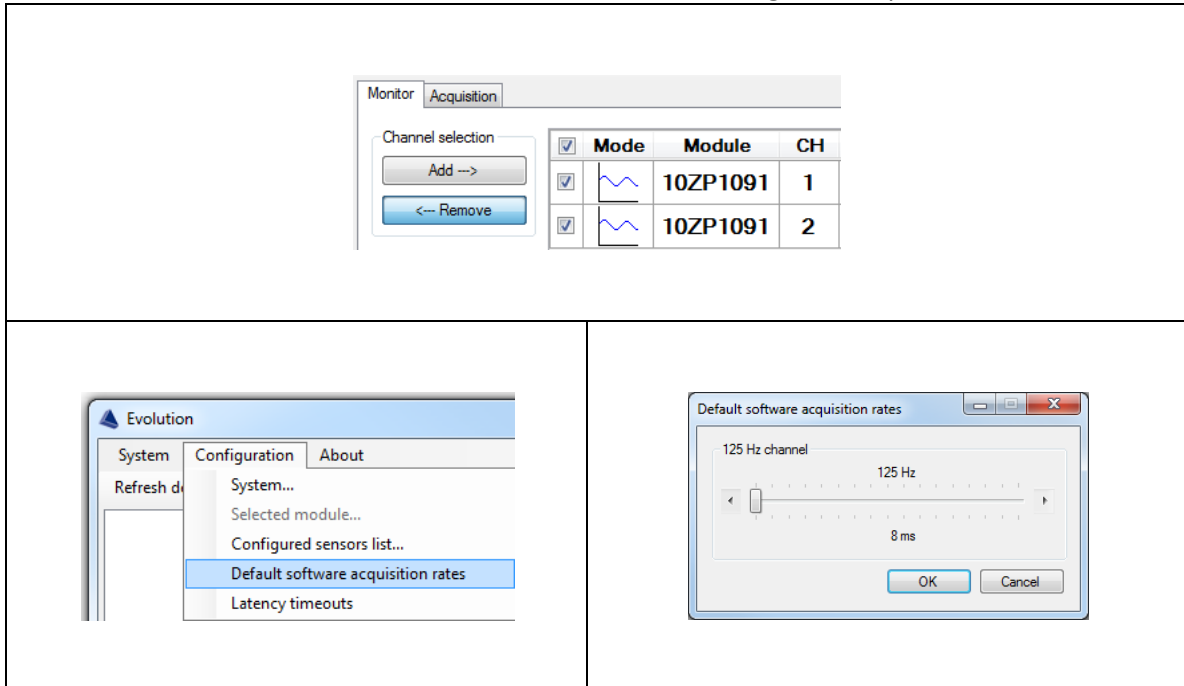 Monitor Acquisition
Channel selection
Add --->
<--- Remove
Mode Module CH
10ZP1091 1
10ZP1091 2
Evolution
System Configuration About
Refresh d
System...
Selected module...
Configured sensors list...
Default software acquisition rates
Latency timeouts
Default software acquisition rates
125 Hz channel
125 Hz
8 ms
OK Cancel